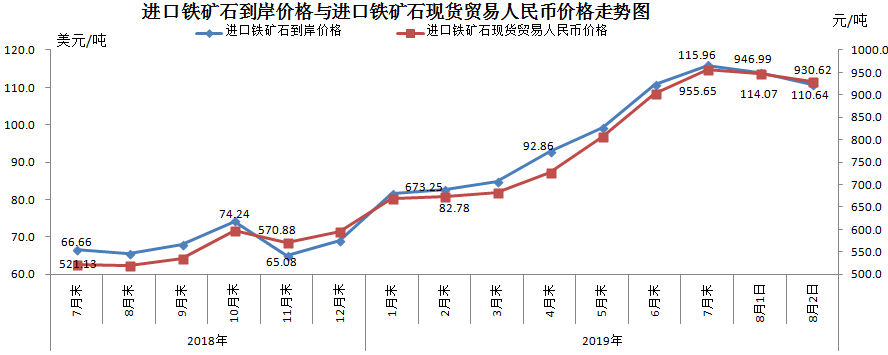 进口铁矿石到岸价格与进口铁矿石现货贸易人民币价格走势图
美元/吨
进口铁矿石到岸价格
进口铁矿石现货贸易人民币价格
元/吨
120.0
110.0
100.0
90.0
80.0
70.0
60.0
1000.0
950.0
900.0
850.0
800.0
750.0
700.0
650.0
600.0
550.0
500.0
66.66
521.13
74.24
570.88
65.08
673.25
82.78
92.86
115.96
955.65
946.99
114.07
930.62
110.64
7月末
8月末
9月末
10月末
11月末
12月末
1月末
2月末
3月末
4月末
5月末
6月末
7月末
8月1日
8月2日
2018年
2019年